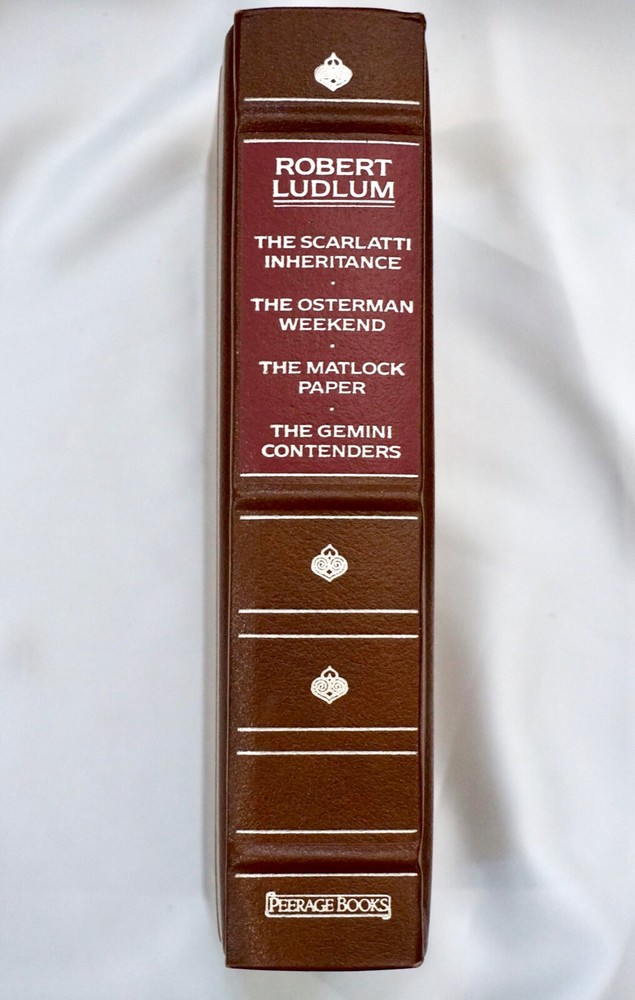 ROBERT
LUDLUM
THE SCARLATTI
INHERITANCE
·
THE OSTERMAN
WEEKEND
·
THE MATLOCK
PAPER
·
THE GEMINI
CONTENDERS
PEERAGE BOOKS